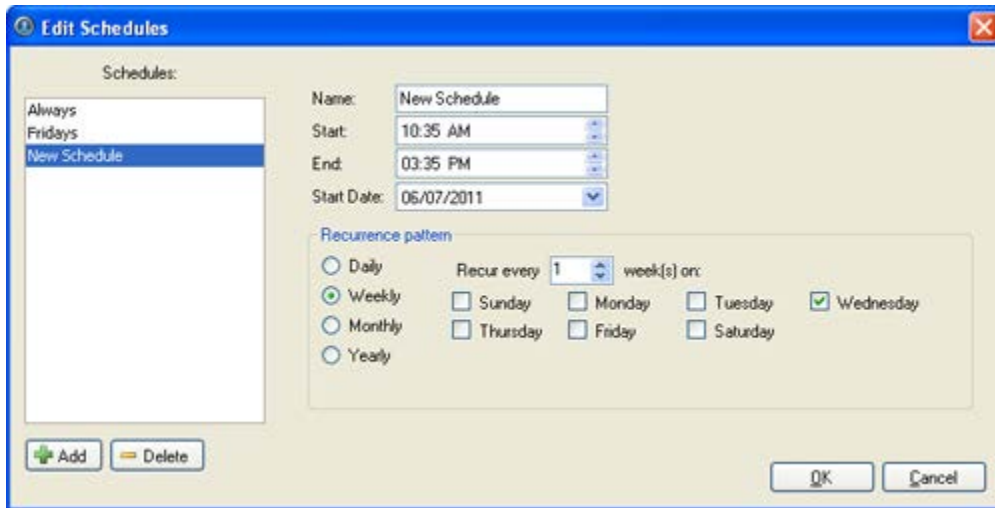 Edit Schedules
Schedules:
Always
Fridays
New Schedule
Name: New Schedule
Start: 10:35 AM
End: 03:35 PM
Start Date: 06/07/2011
Recurrence pattern
Daily
Weekly
Monthly
Yearly
Recur every 1 week(s) on:
Sunday Monday Tuesday Wednesday
Thursday Friday Saturday
Add Delete
OK Cancel